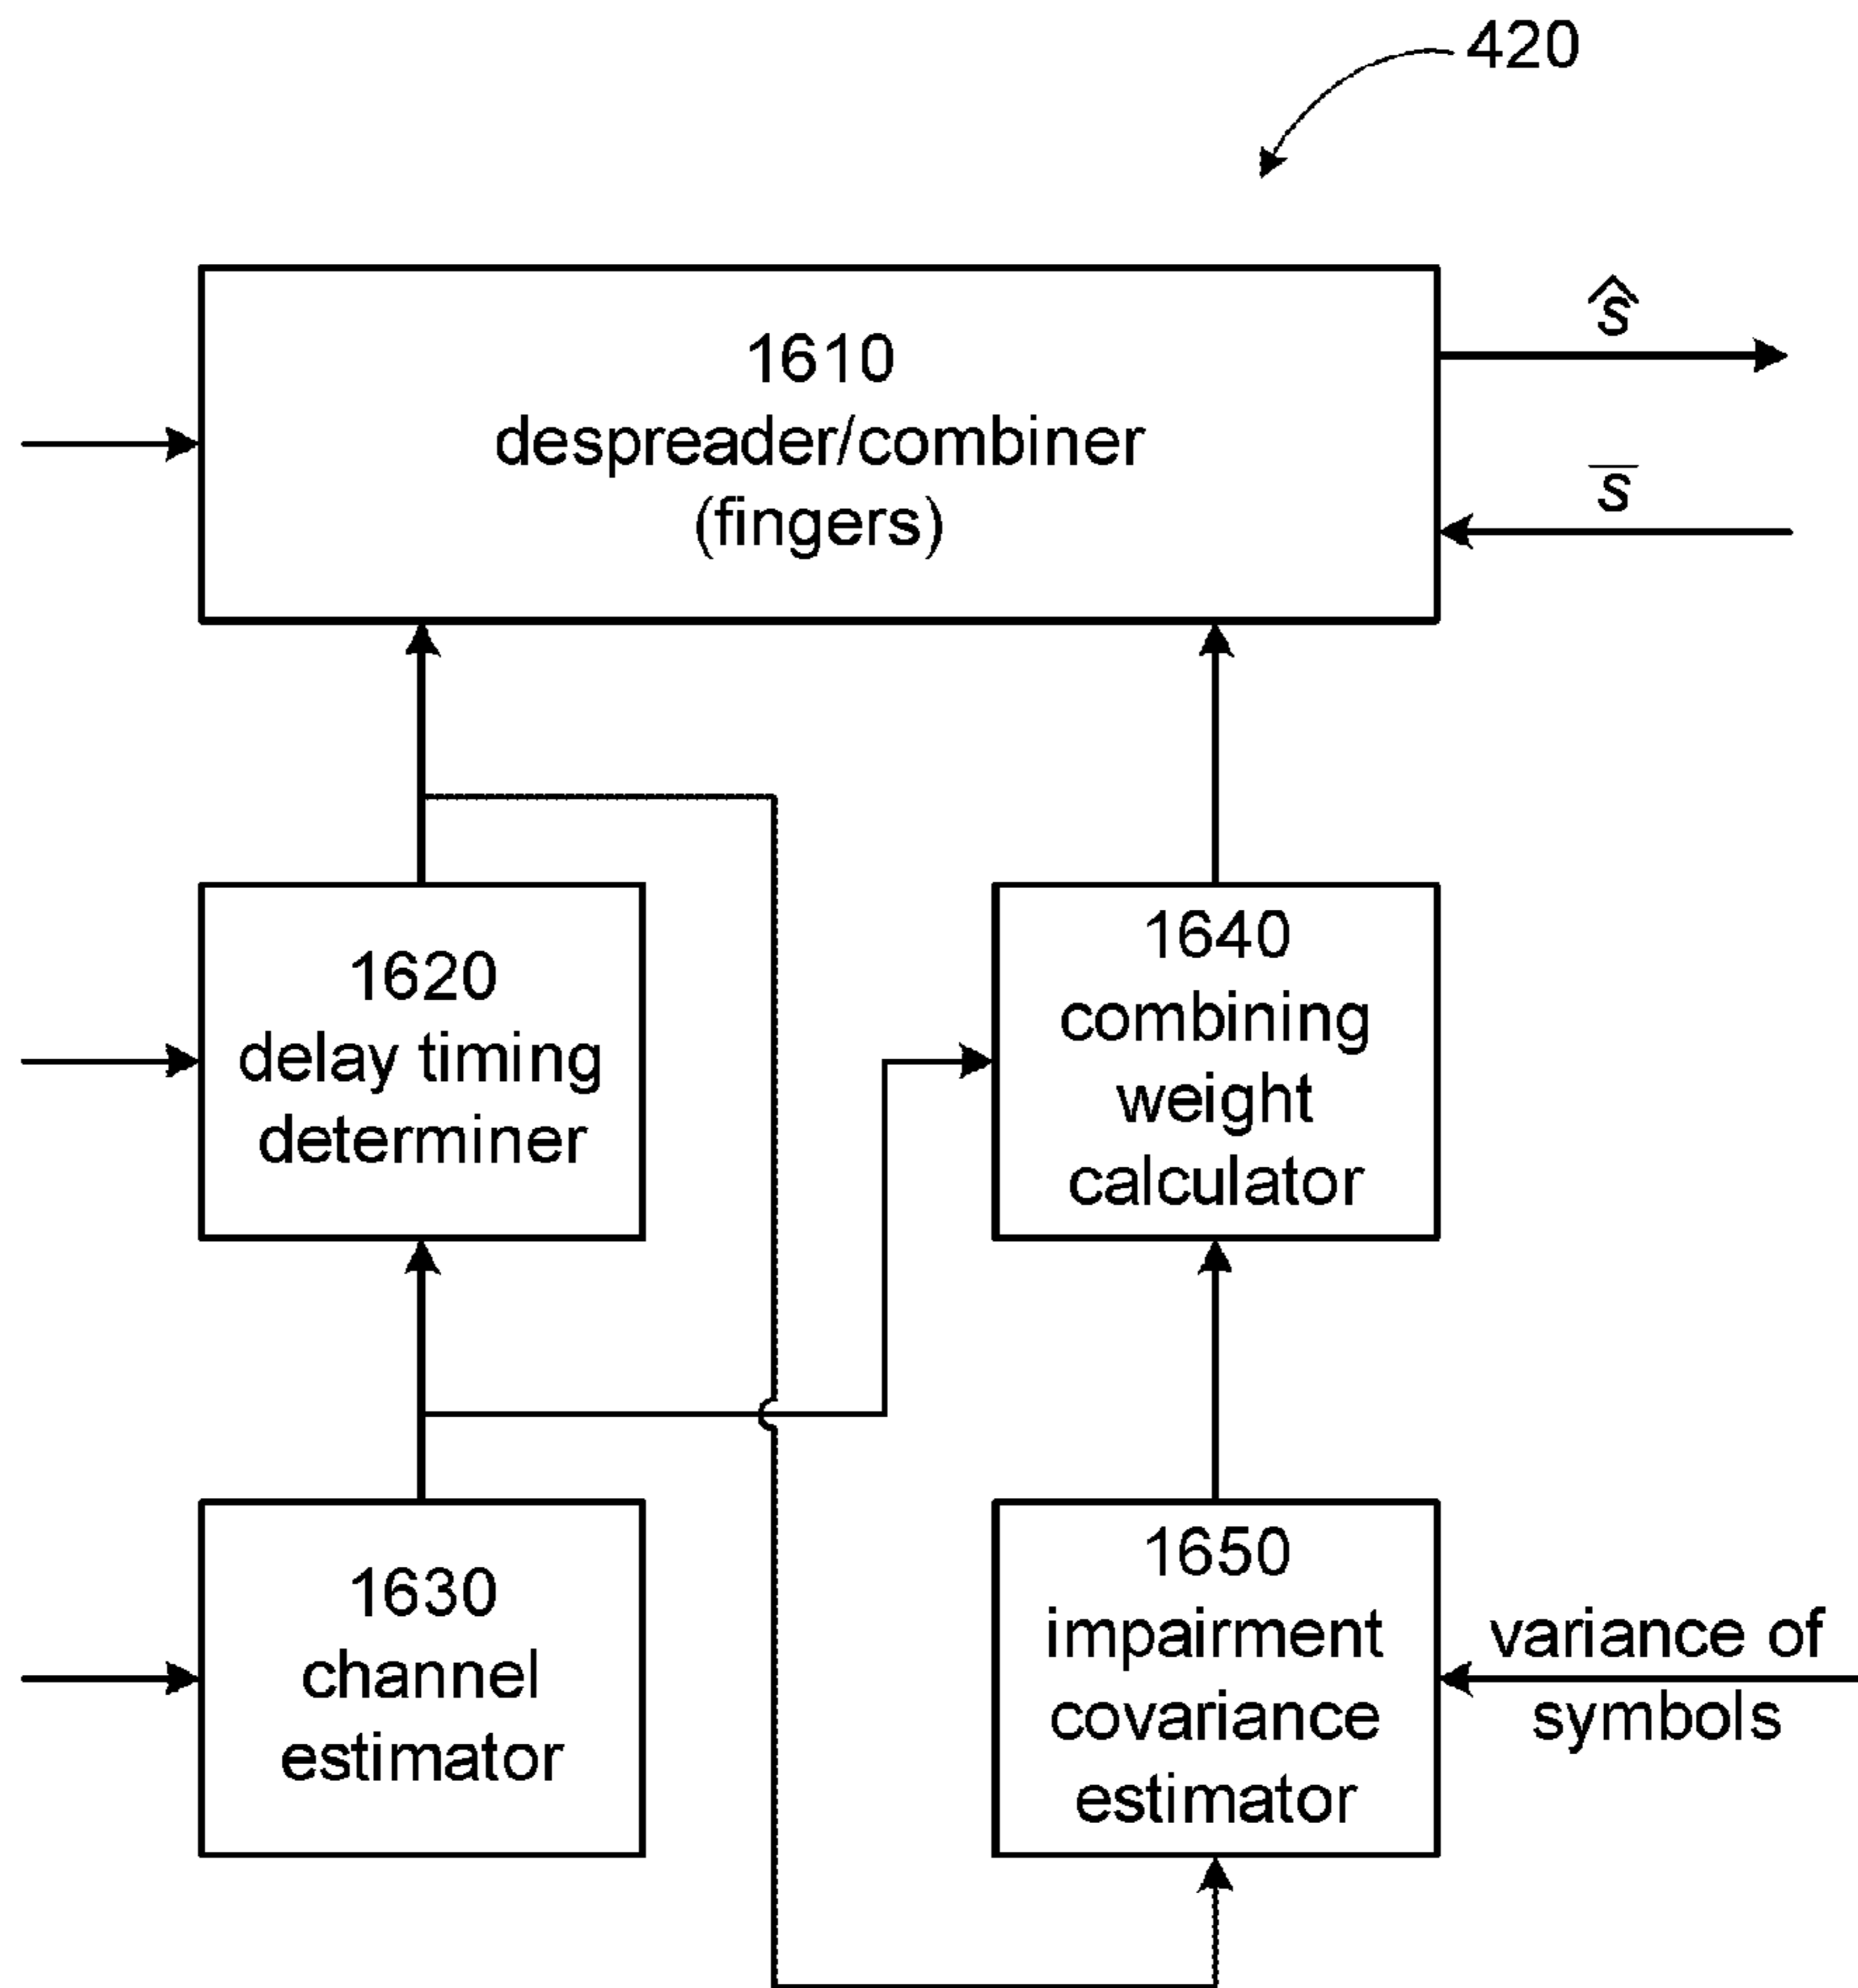 420
1610
despreader/combiner
(fingers)
ŝ
s̅
1620
delay timing
determiner
1640
combining
weight
calculator
1630
channel
estimator
1650
impairment
covariance
estimator
variance of
symbols